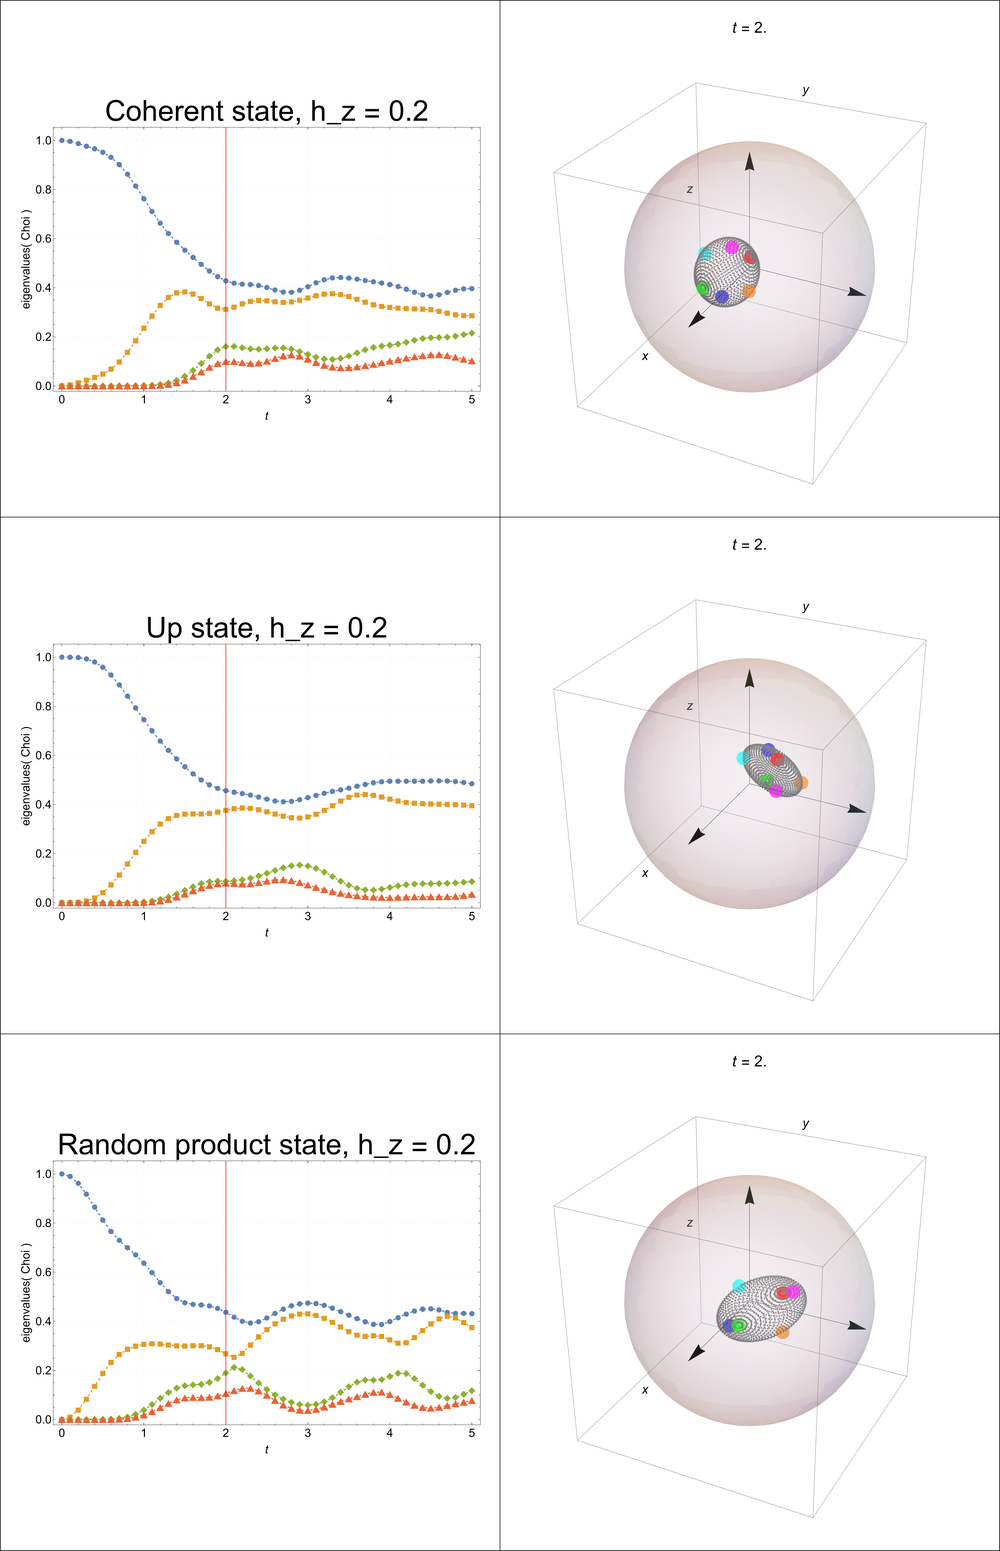 Coherent state, h_z = 0.2
eigenvalues( Choi )
1.0
0.8
0.6
0.4
0.2
0.0
0 1 2 3 4 5
t
t = 2.
y
z
x
Up state, h_z = 0.2
eigenvalues( Choi )
1.0
0.8
0.6
0.4
0.2
0.0
0 1 2 3 4 5
t
t = 2.
y
z
x
Random product state, h_z = 0.2
eigenvalues( Choi )
1.0
0.8
0.6
0.4
0.2
0.0
0 1 2 3 4 5
t
t = 2.
y
z
x